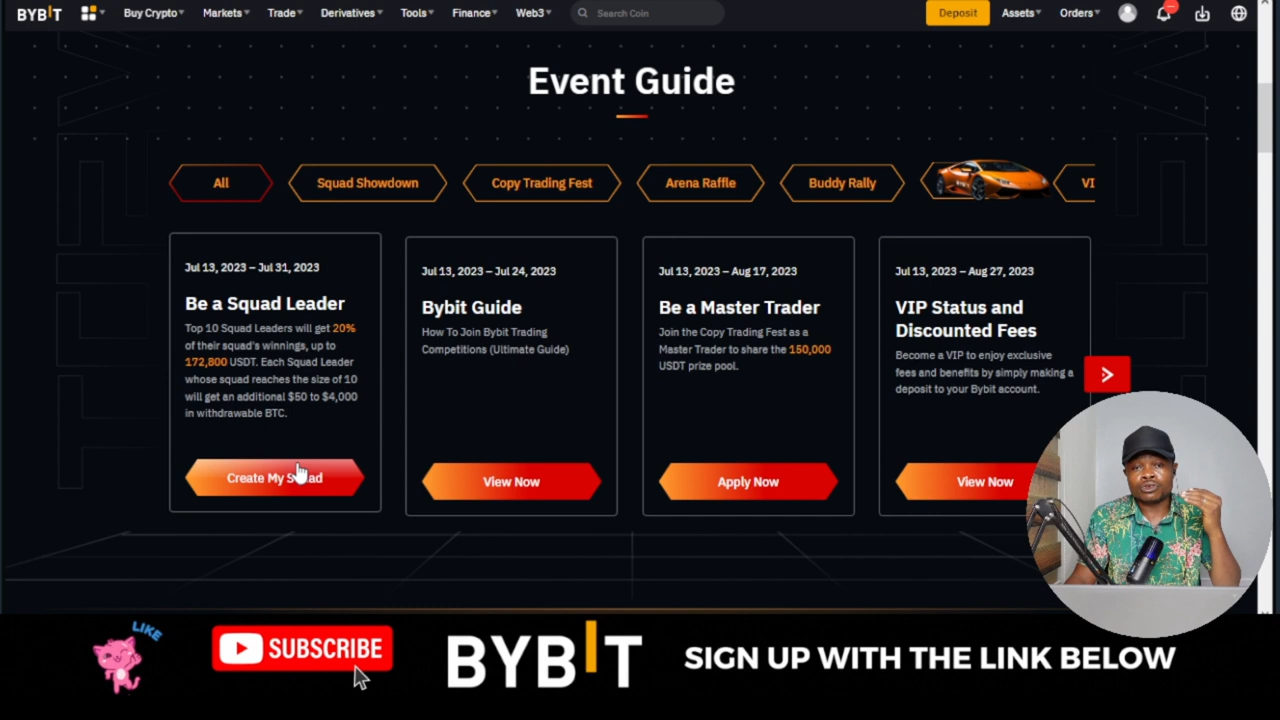 BYBIT
Buy Crypto
Markets
Trade
Derivatives
Tools
Finance
Web3
Search Coin
Deposit
Assets
Orders
Event Guide
All
Squad Showdown
Copy Trading Fest
Arena Raffle
Buddy Rally
VI
Jul 13, 2023 – Jul 31, 2023
Be a Squad Leader
Top 10 Squad Leaders will get 20%
of their squad's winnings, up to
172,800 USDT. Each Squad Leader
whose squad reaches the size of 10
will get an additional $50 to $4,000
in withdrawable BTC.
Create My Squad
Jul 13, 2023 – Jul 24, 2023
Bybit Guide
How To Join Bybit Trading
Competitions (Ultimate Guide)
View Now
Jul 13, 2023 – Aug 17, 2023
Be a Master Trader
Join the Copy Trading Fest as a
Master Trader to share the 150,000
USDT prize pool.
Apply Now
Jul 13, 2023 – Aug 27, 2023
VIP Status and
Discounted Fees
Become a VIP to enjoy exclusive
fees and benefits by simply making a
deposit to your Bybit account.
View Now
LIKE
SUBSCRIBE
BYBIT
SIGN UP WITH THE LINK BELOW